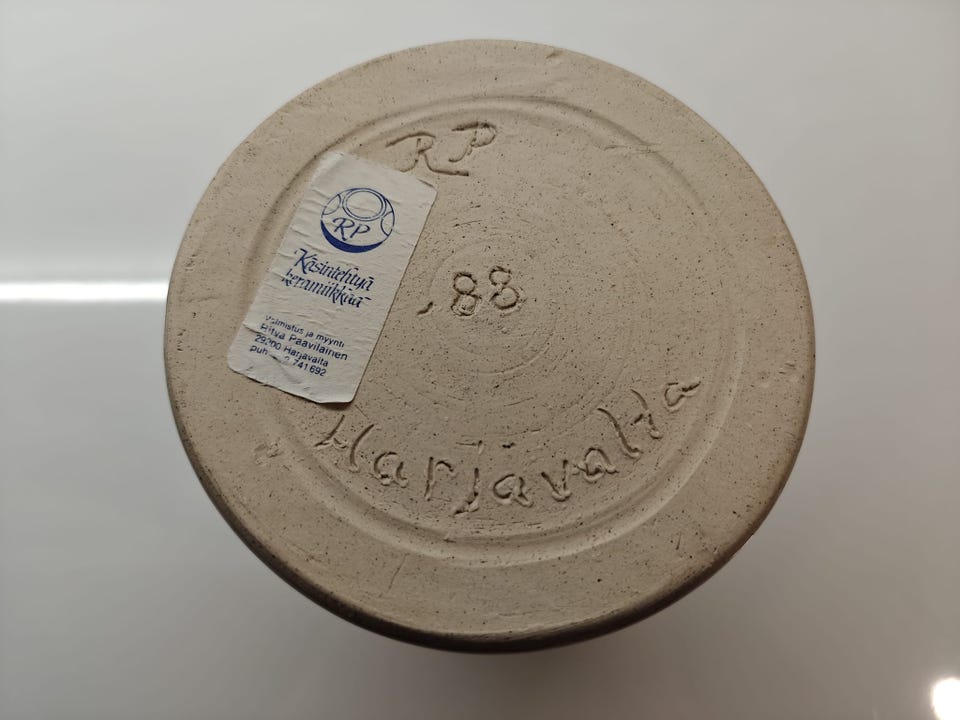 RP
RP
Käsintehtyä
keramiikkaa
Valmistus ja myynti
Ritva Paavilainen
29200 Harjavalta
741692
.88
Harjavalta